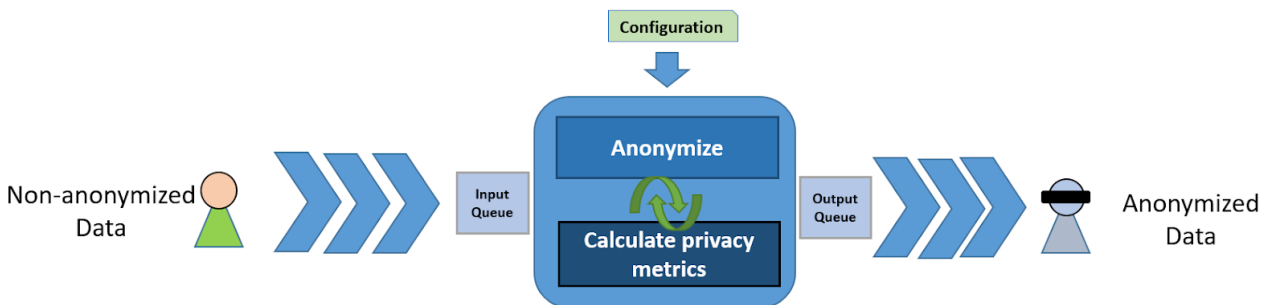 Configuration
Anonymize
Non-anonymized
Data
Input
Queue
Output
Queue
Calculate privacy
metrics
Anonymized
Data